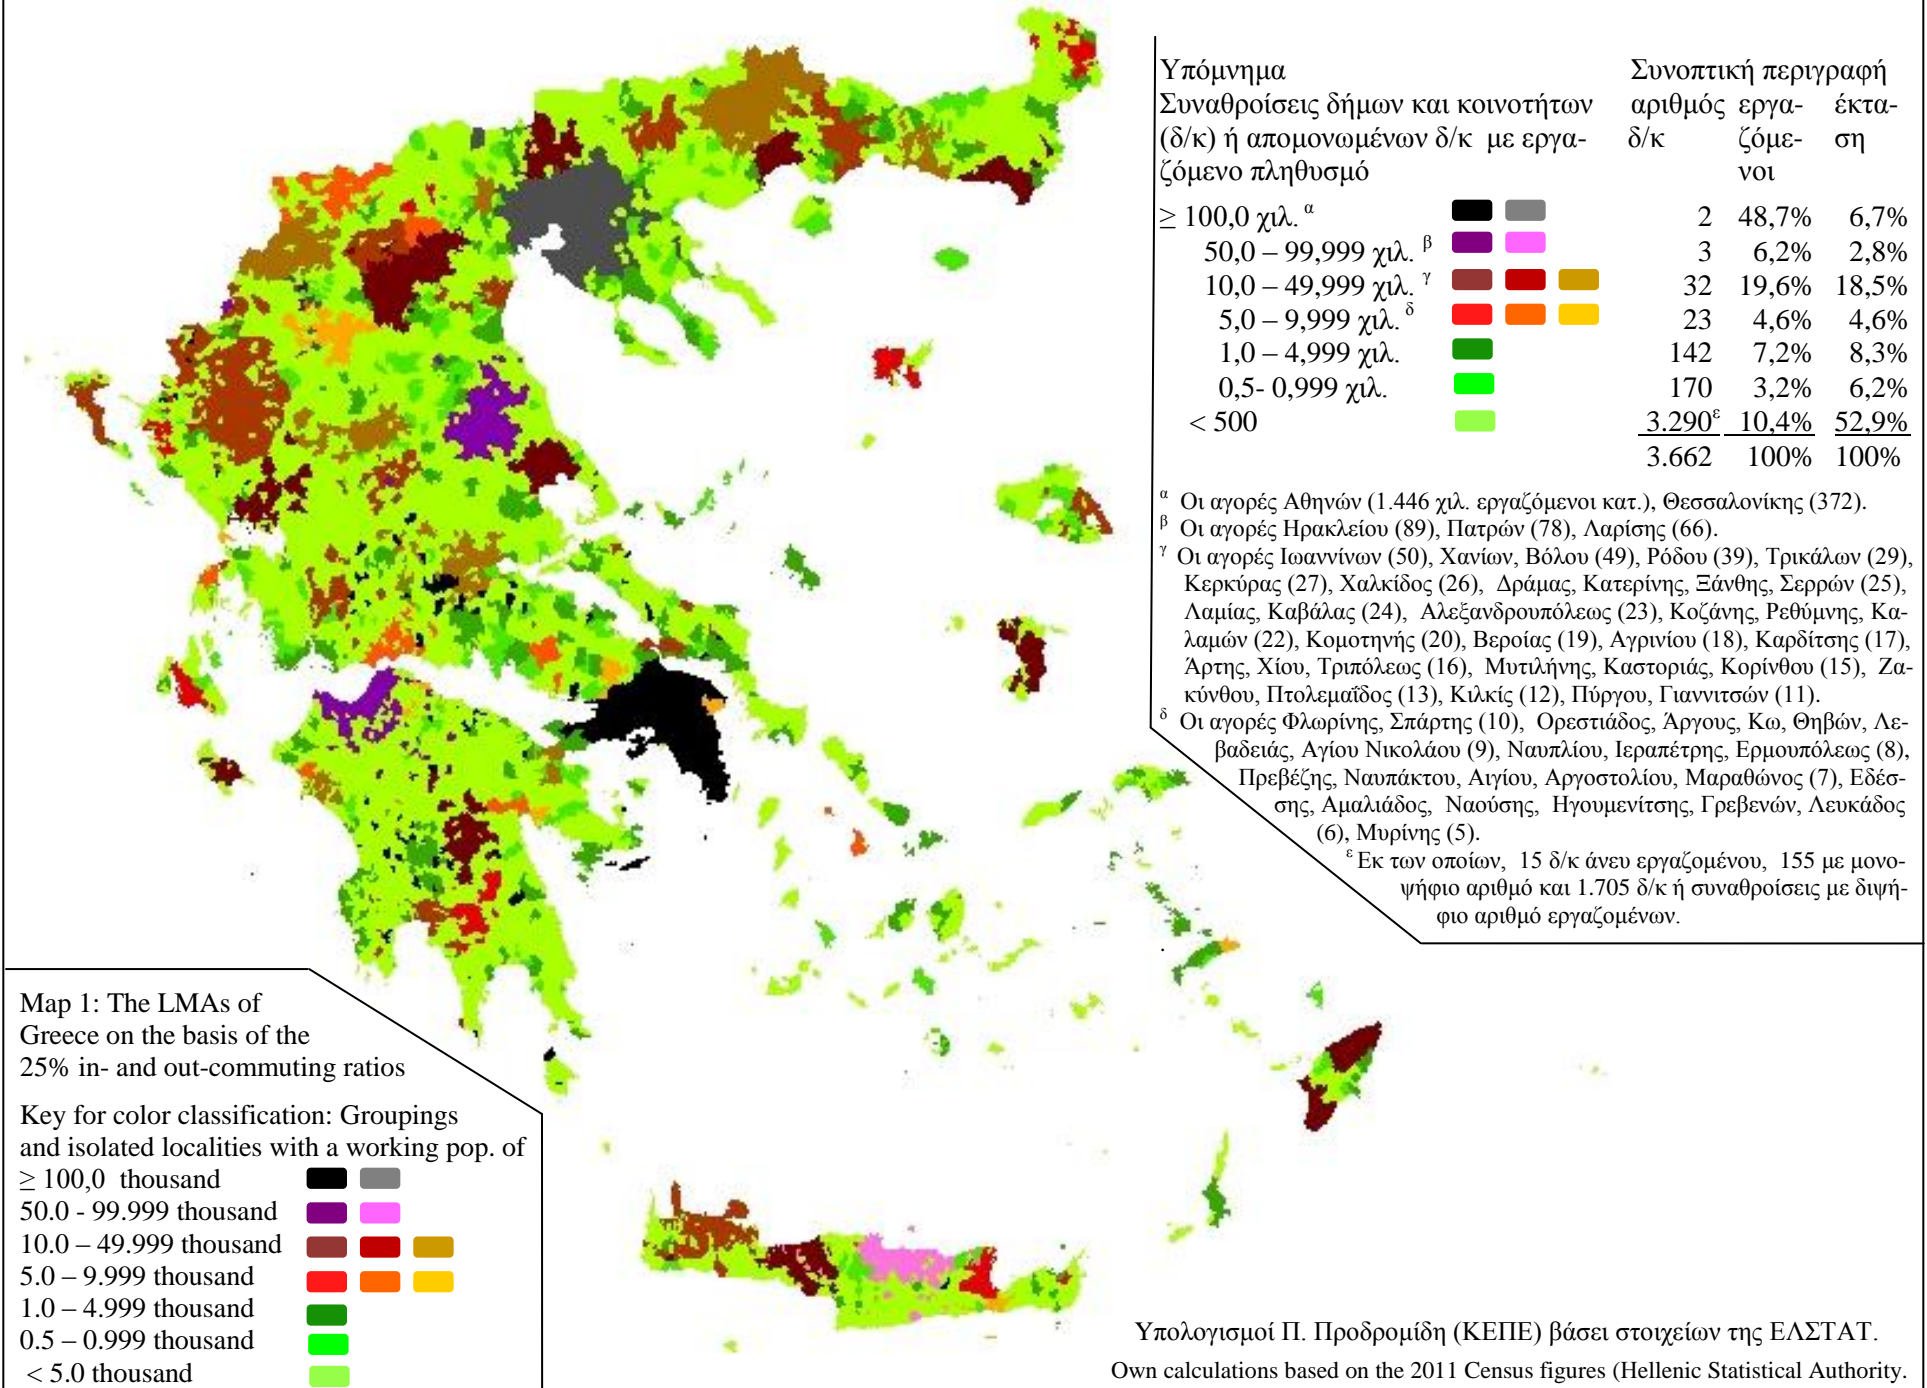 Υπόμνημα Συνοπτική περιγραφή
Συναθροίσεις δήμων και κοινοτήτων αριθμός εργα- έκτα-
(δ/κ) ή απομονωμένων δ/κ με εργα- δ/κ ζόμε- ση
ζόμενο πληθυσμό νοι
≥ 100,0 χιλ. α 2 48,7% 6,7%
50,0 – 99,999 χιλ. β 3 6,2% 2,8%
10,0 – 49,999 χιλ. γ 32 19,6% 18,5%
5,0 – 9,999 χιλ. δ 23 4,6% 4,6%
1,0 – 4,999 χιλ. 142 7,2% 8,3%
0,5- 0,999 χιλ. 170 3,2% 6,2%
< 500 3.290ε 10,4% 52,9%
3.662 100% 100%
α Οι αγορές Αθηνών (1.446 χιλ. εργαζόμενοι κατ.), Θεσσαλονίκης (372).
β Οι αγορές Ηρακλείου (89), Πατρών (78), Λαρίσης (66).
γ Οι αγορές Ιωαννίνων (50), Χανίων, Βόλου (49), Ρόδου (39), Τρικάλων (29),
Κερκύρας (27), Χαλκίδος (26), Δράμας, Κατερίνης, Ξάνθης, Σερρών (25),
Λαμίας, Καβάλας (24), Αλεξανδρουπόλεως (23), Κοζάνης, Ρεθύμνης, Κα-
λαμών (22), Κομοτηνής (20), Βεροίας (19), Αγρινίου (18), Καρδίτσης (17),
Άρτης, Χίου, Τριπόλεως (16), Μυτιλήνης, Καστοριάς, Κορίνθου (15), Ζα-
κύνθου, Πτολεμαΐδος (13), Κιλκίς (12), Πύργου, Γιαννιτσών (11).
δ Οι αγορές Φλωρίνης, Σπάρτης (10), Ορεστιάδος, Άργους, Κω, Θηβών, Λε-
βαδειάς, Αγίου Νικολάου (9), Ναυπλίου, Ιεραπέτρης, Ερμουπόλεως (8),
Πρεβέζης, Ναυπάκτου, Αιγίου, Αργοστολίου, Μαραθώνος (7), Εδέσ-
σης, Αμαλιάδος, Ναούσης, Ηγουμενίτσης, Γρεβενών, Λευκάδος
(6), Μυρίνης (5).
ε Εκ των οποίων, 15 δ/κ άνευ εργαζομένου, 155 με μονο-
ψήφιο αριθμό και 1.705 δ/κ ή συναθροίσεις με διψή-
φιο αριθμό εργαζομένων.
Map 1: The LMAs of
Greece on the basis of the
25% in- and out-commuting ratios
Key for color classification: Groupings
and isolated localities with a working pop. of
≥ 100,0 thousand
50.0 - 99.999 thousand
10.0 – 49.999 thousand
5.0 – 9.999 thousand
1.0 – 4.999 thousand
0.5 – 0.999 thousand
< 5.0 thousand
Υπολογισμοί Π. Προδρομίδη (ΚΕΠΕ) βάσει στοιχείων της ΕΛΣΤΑΤ.
Own calculations based on the 2011 Census figures (Hellenic Statistical Authority.